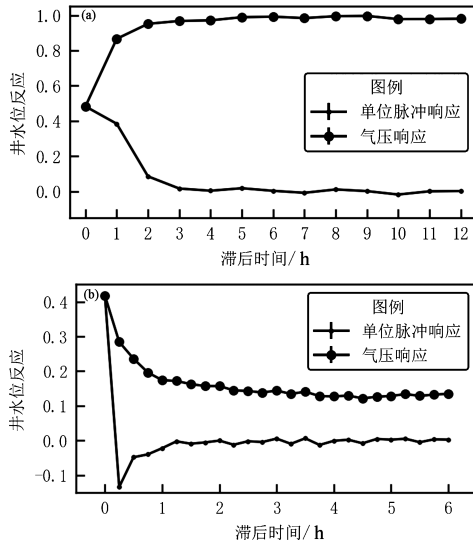 (a)
1.0
0.8
0.6
0.4
0.2
0.0
井水位反应
图例
单位脉冲响应
气压响应
0 1 2 3 4 5 6 7 8 9 10 11 12
滞后时间/h
(b)
0.4
0.3
0.2
0.1
0.0
-0.1
井水位反应
图例
单位脉冲响应
气压响应
0 1 2 3 4 5 6
滞后时间/h